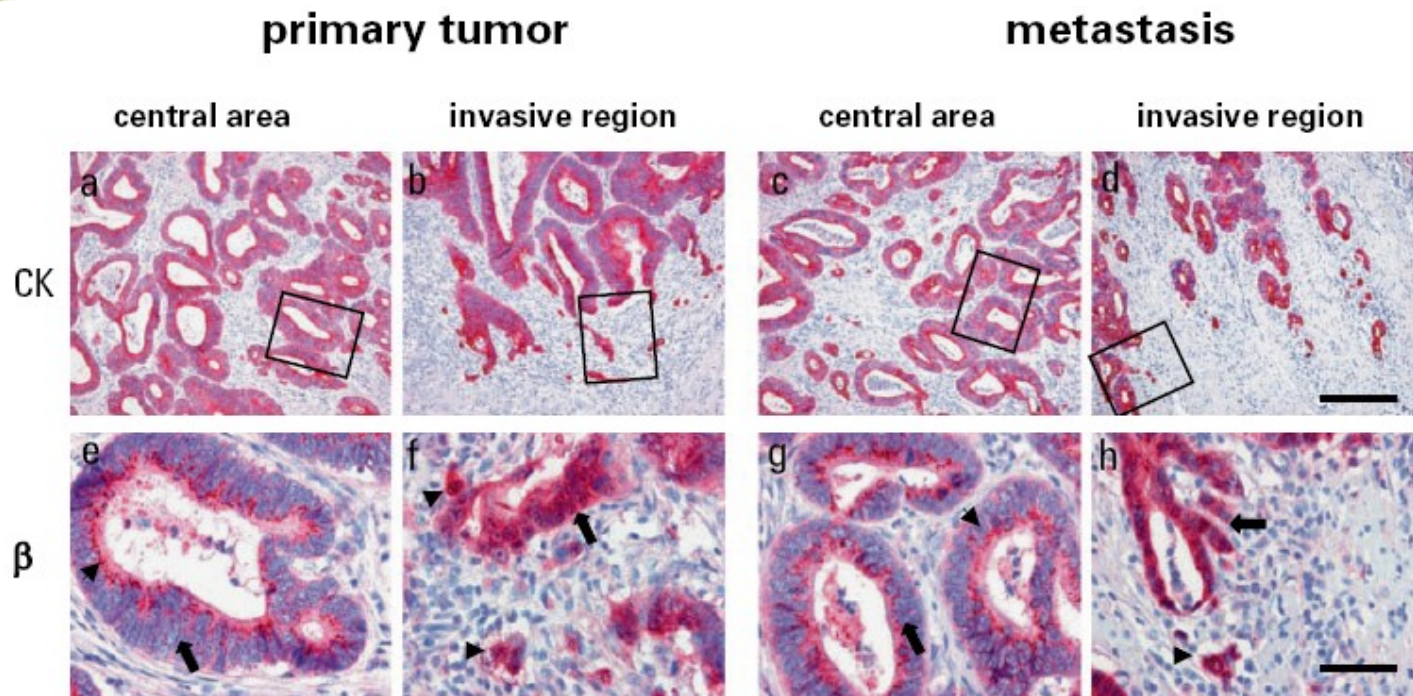 primary tumor metastasis
central area invasive region central area invasive region
CK a b c d
β e f g h